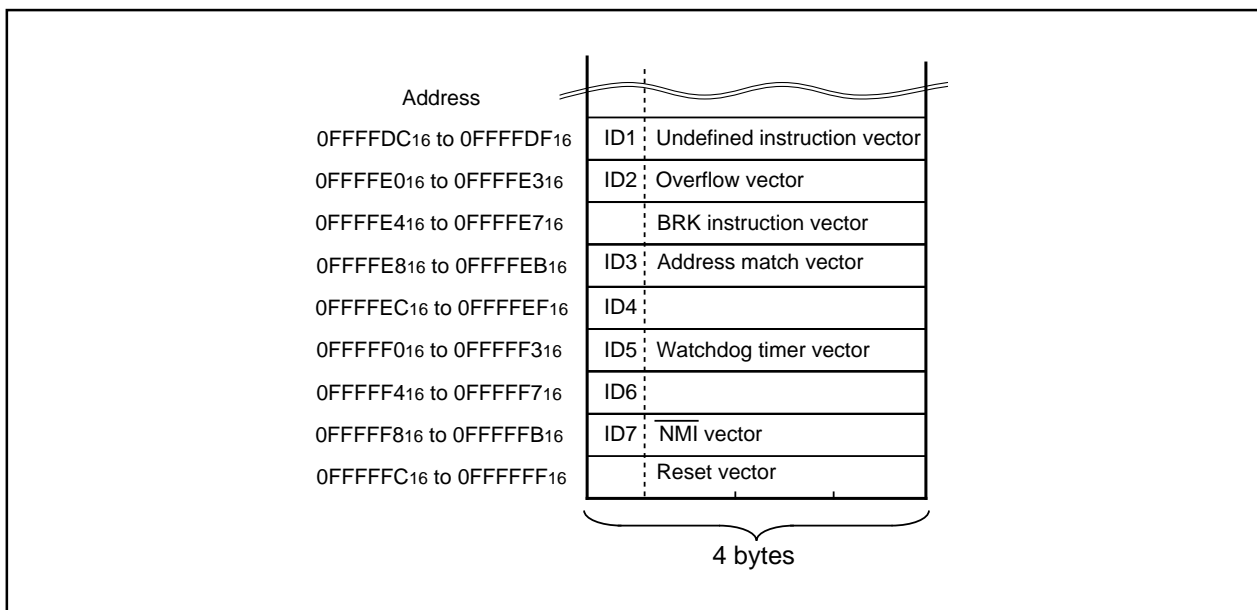 Address
0FFFFDC16 to 0FFFFDF16 ID1 Undefined instruction vector
0FFFFE016 to 0FFFFE316 ID2 Overflow vector
0FFFFE416 to 0FFFFE716 BRK instruction vector
0FFFFE816 to 0FFFFEB16 ID3 Address match vector
0FFFFEC16 to 0FFFFEF16 ID4
0FFFFF016 to 0FFFFF316 ID5 Watchdog timer vector
0FFFFF416 to 0FFFFF716 ID6
0FFFFF816 to 0FFFFFB16 ID7 NMI vector
0FFFFFC16 to 0FFFFFF16 Reset vector
4 bytes